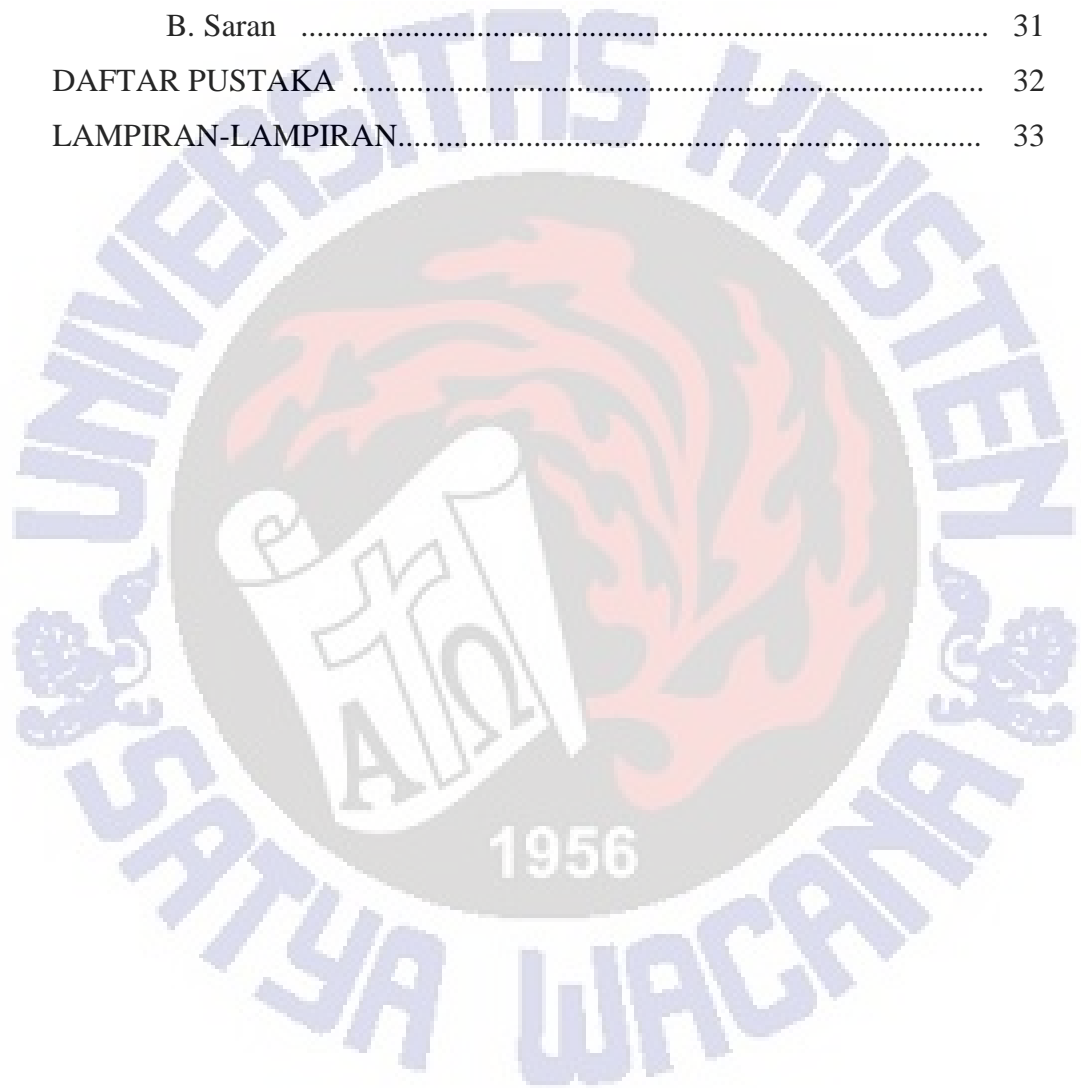 B. Saran ...................................................................................... 31
DAFTAR PUSTAKA ............................................................................... 32
LAMPIRAN-LAMPIRAN......................................................................... 33
UNIVERSITAS KRISTEN
Α Ω
1956
SATYA WACANA